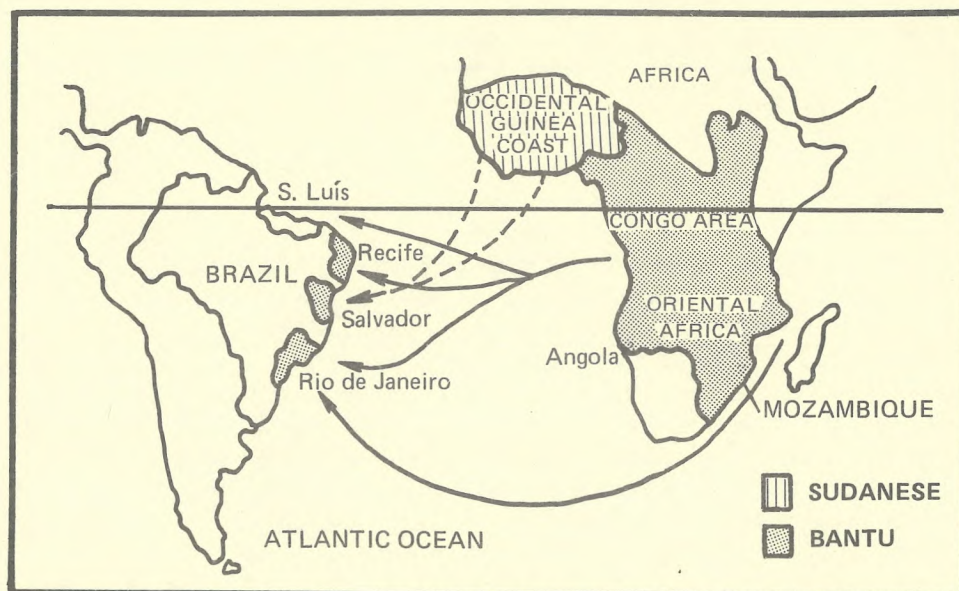 AFRICA
OCCIDENTAL
GUINEA
COAST
S. Luís
CONGO AREA
Recife
BRAZIL
ORIENTAL
AFRICA
Salvador
Angola
Rio de Janeiro
MOZAMBIQUE
SUDANESE
ATLANTIC OCEAN
BANTU